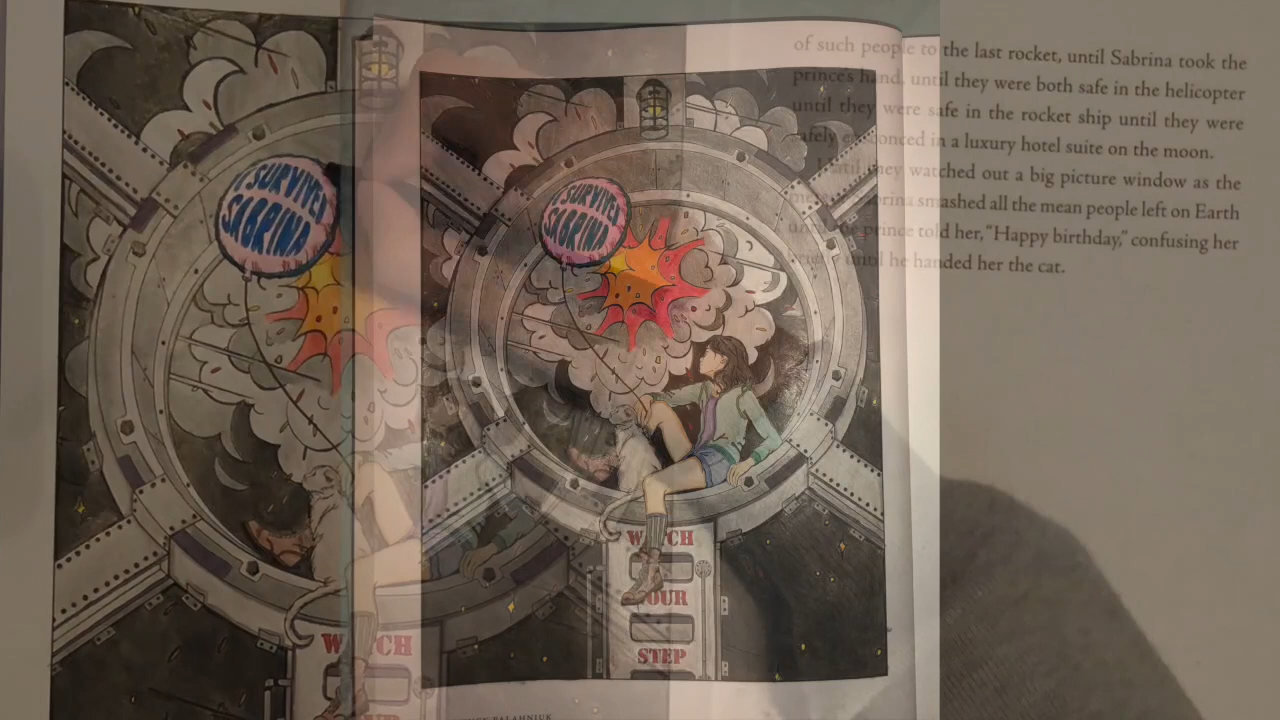 I SURVIVED
SABRINA
I SURVIVED
SABRINA
WATCH
YOUR
STEP
WATCH
PALAHNIUK
of such people to the last rocket, until Sabrina took the
prince's hand, until they were both safe in the helicopter
until they were safe in the rocket ship until they were
safely ensconced in a luxury hotel suite on the moon.
Until they watched out a big picture window as the
smashed all the mean people left on Earth
until the prince told her, “Happy birthday,” confusing her
until he handed her the cat.